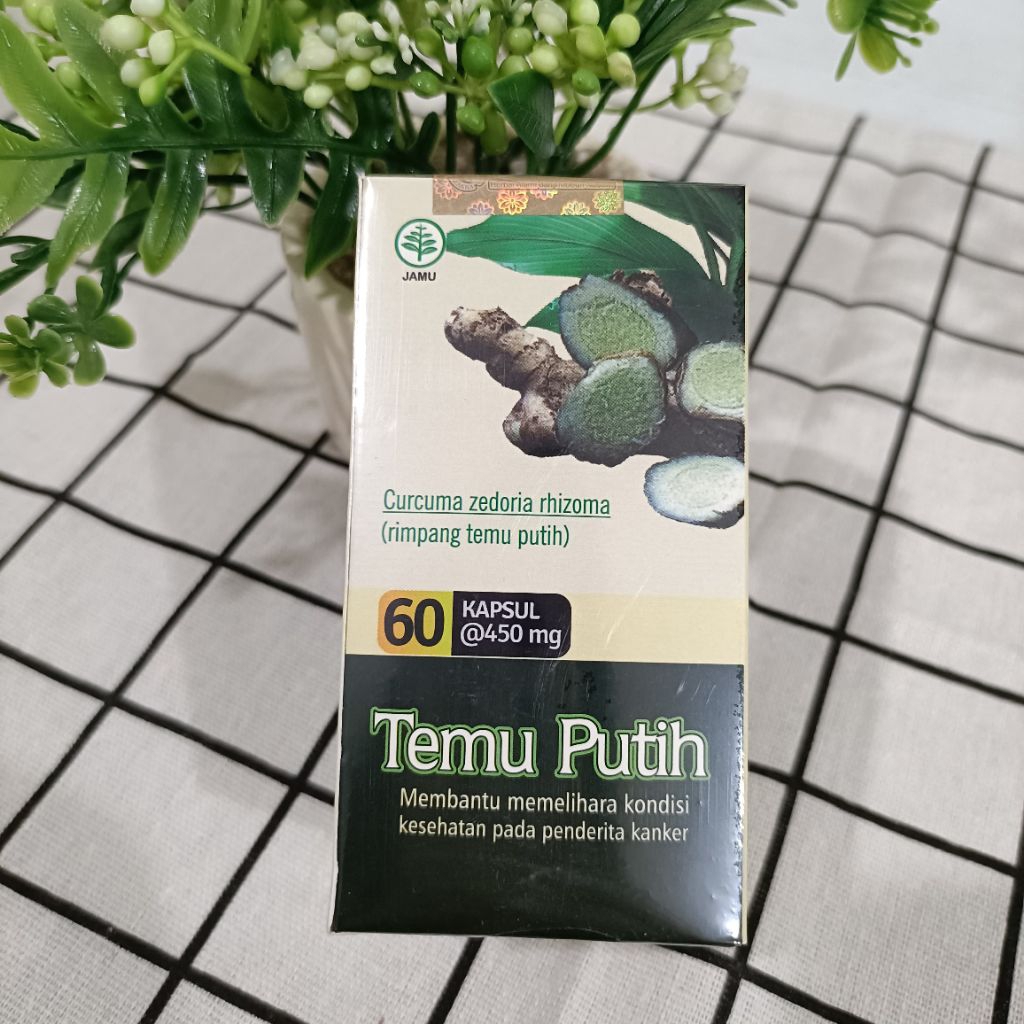 JAMU
Curcuma zedoria rhizoma
(rimpang temu putih)
60 KAPSUL
@450 mg
Temu Putih
Membantu memelihara kondisi
kesehatan pada penderita kanker